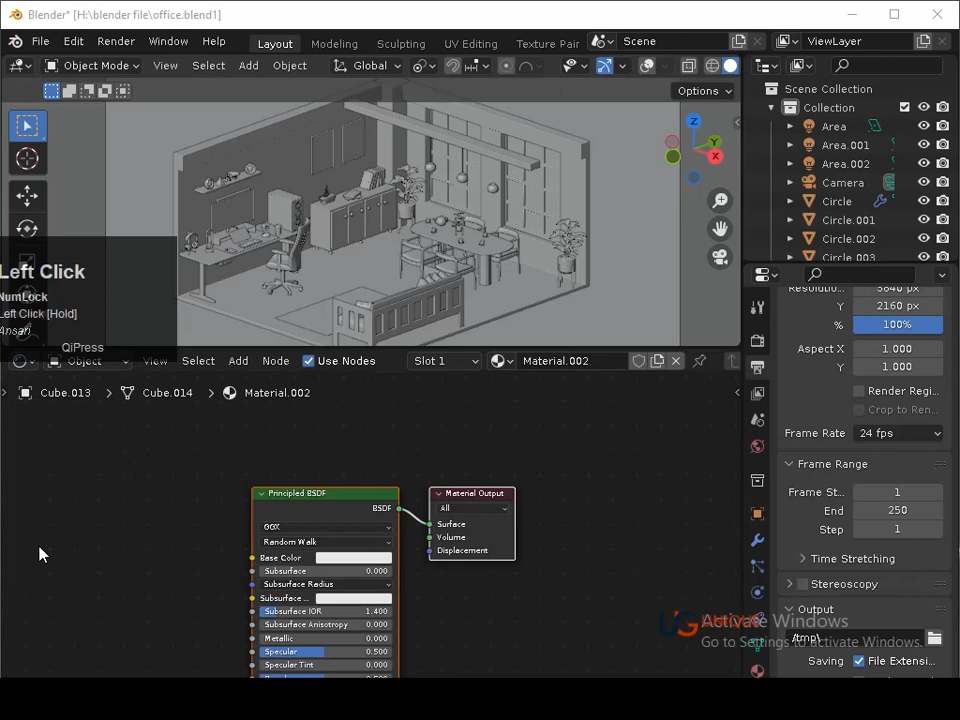 Blender* [H:\blender file\office.blend1]
File Edit Render Window Help Layout Modeling Sculpting UV Editing Texture Pair Scene ViewLayer
Object Mode View Select Add Object Global
Options
Z
Y
X
Scene Collection
Collection
Area
Area.001
Area.002
Camera
Circle
Circle.001
Circle.002
Circle.003
Left Click
NumLock
Left Click [Hold]
Ansari
QiPress
Object View Select Add Node Use Nodes Slot 1 Material.002
Cube.013 > Cube.014 > Material.002
Principled BSDF
BSDF
GGX
Random Walk
Base Color
Subsurface 0.000
Subsurface Radius
Subsurface ...
Subsurface IOR 1.400
Subsurface Anisotropy 0.000
Metallic 0.000
Specular 0.500
Specular Tint 0.000
Material Output
All
Surface
Volume
Displacement
Resolutio... 3840 px
Y 2160 px
% 100%
Aspect X 1.000
Y 1.000
Render Regi...
Crop to Ren...
Frame Rate 24 fps
Frame Range
Frame St... 1
End 250
Step 1
Time Stretching
Stereoscopy
Output
/tmp\
Saving File Extensi...
Activate Windows
Go to Settings to activate Windows.